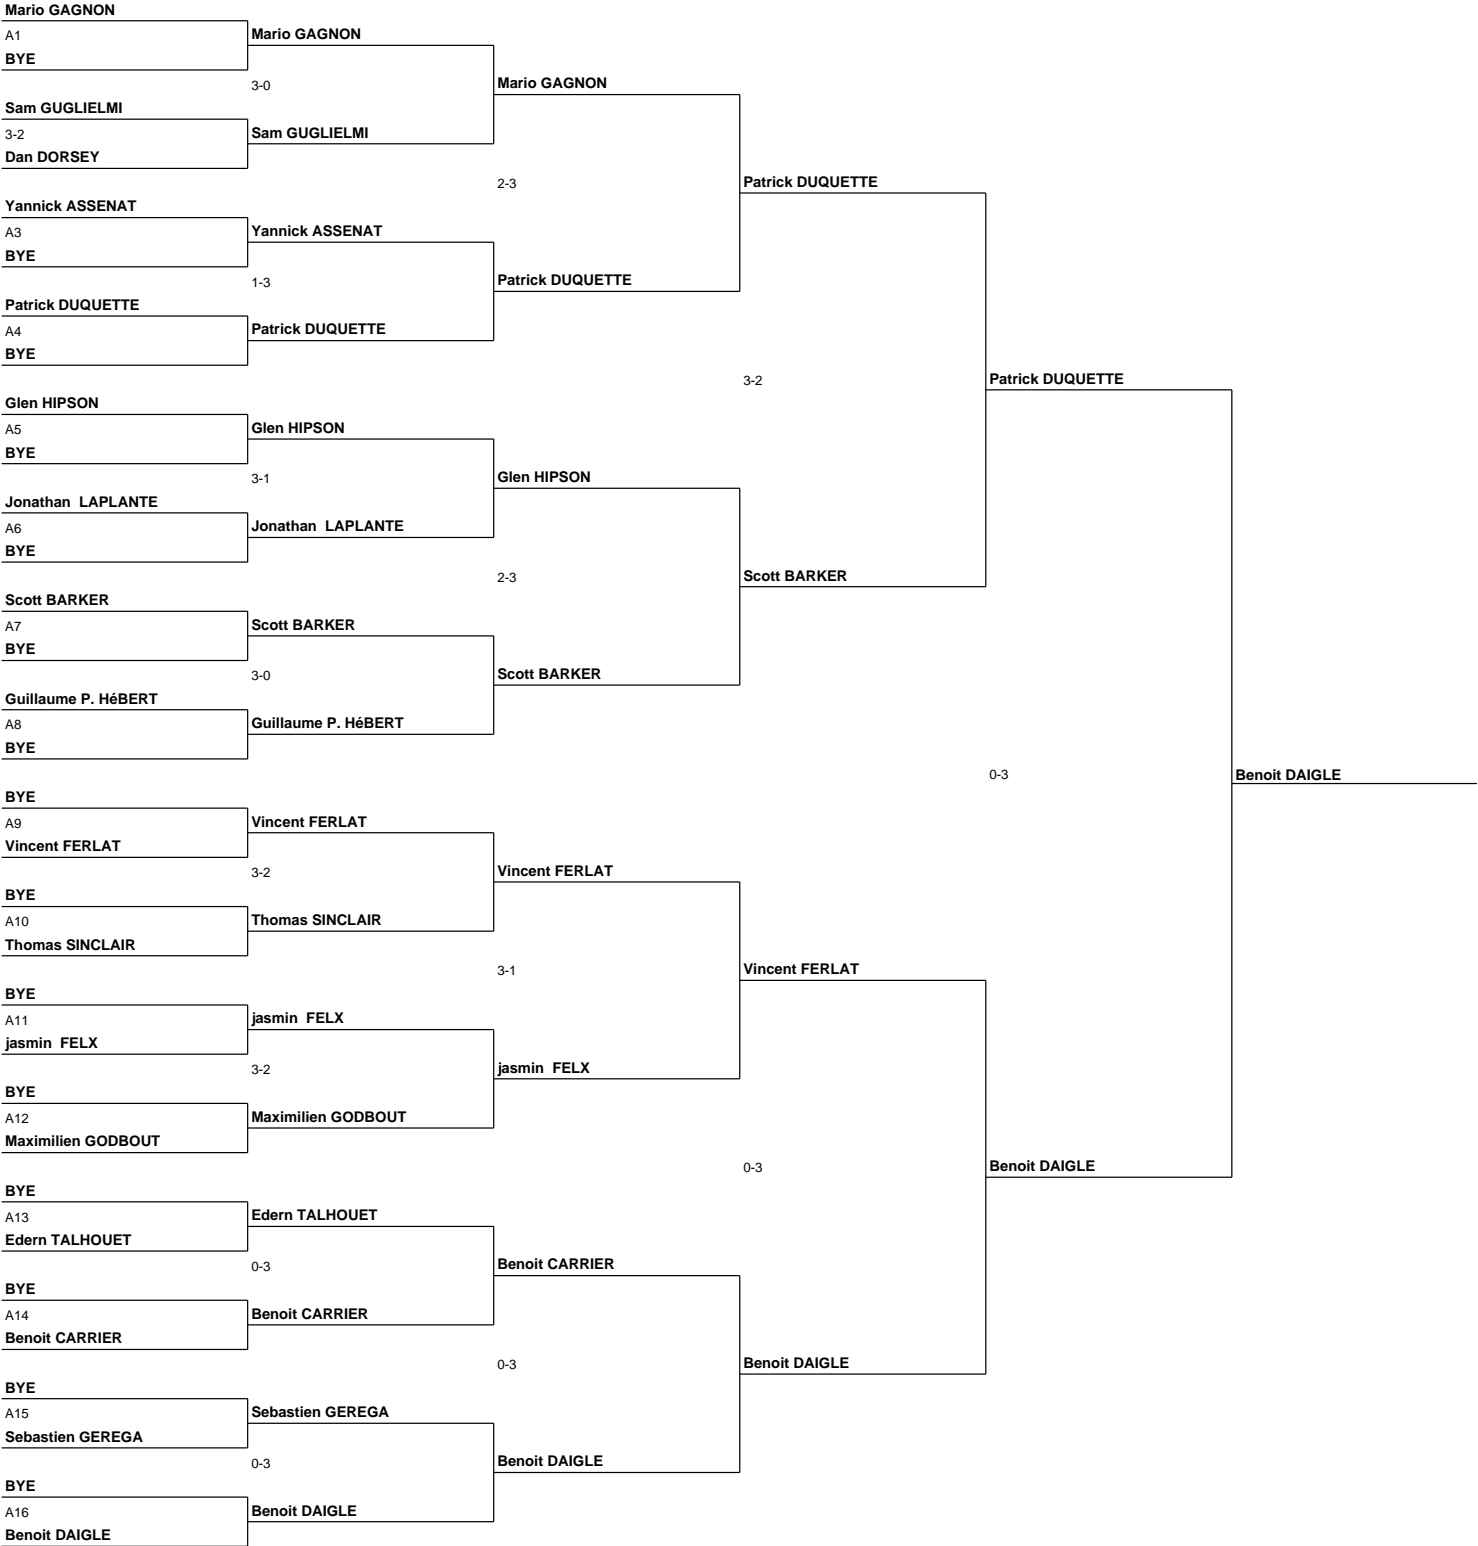 Mario GAGNON
A1
Mario GAGNON
BYE
3-0
Mario GAGNON
Sam GUGLIELMI
3-2
Sam GUGLIELMI
Dan DORSEY
2-3
Patrick DUQUETTE
Yannick ASSENAT
A3
Yannick ASSENAT
BYE
1-3
Patrick DUQUETTE
Patrick DUQUETTE
A4
Patrick DUQUETTE
BYE
3-2
Patrick DUQUETTE
Glen HIPSON
A5
Glen HIPSON
BYE
3-1
Glen HIPSON
Jonathan  LAPLANTE
A6
Jonathan  LAPLANTE
BYE
2-3
Scott BARKER
Scott BARKER
A7
Scott BARKER
BYE
3-0
Scott BARKER
Guillaume P. HéBERT
A8
Guillaume P. HéBERT
BYE
0-3
Benoit DAIGLE
BYE
A9
Vincent FERLAT
Vincent FERLAT
3-2
Vincent FERLAT
BYE
A10
Thomas SINCLAIR
Thomas SINCLAIR
3-1
Vincent FERLAT
BYE
A11
jasmin  FELX
jasmin  FELX
3-2
jasmin  FELX
BYE
A12
Maximilien GODBOUT
Maximilien GODBOUT
0-3
Benoit DAIGLE
BYE
A13
Edern TALHOUET
Edern TALHOUET
0-3
Benoit CARRIER
BYE
A14
Benoit CARRIER
Benoit CARRIER
0-3
Benoit DAIGLE
BYE
A15
Sebastien GEREGA
Sebastien GEREGA
0-3
Benoit DAIGLE
BYE
A16
Benoit DAIGLE
Benoit DAIGLE